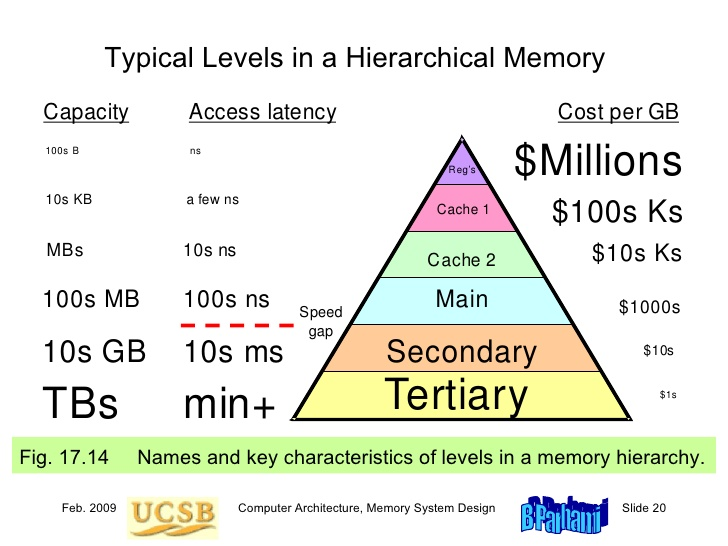 Typical Levels in a Hierarchical Memory
Capacity Access latency Cost per GB
100s B ns Reg's $Millions
10s KB a few ns Cache 1 $100s Ks
MBs 10s ns Cache 2 $10s Ks
100s MB 100s ns Main $1000s
Speed
gap
10s GB 10s ms Secondary $10s
TBs min+ Tertiary $1s
Fig. 17.14 Names and key characteristics of levels in a memory hierarchy.
Feb. 2009 UCSB Computer Architecture, Memory System Design B. Parhami Slide 20